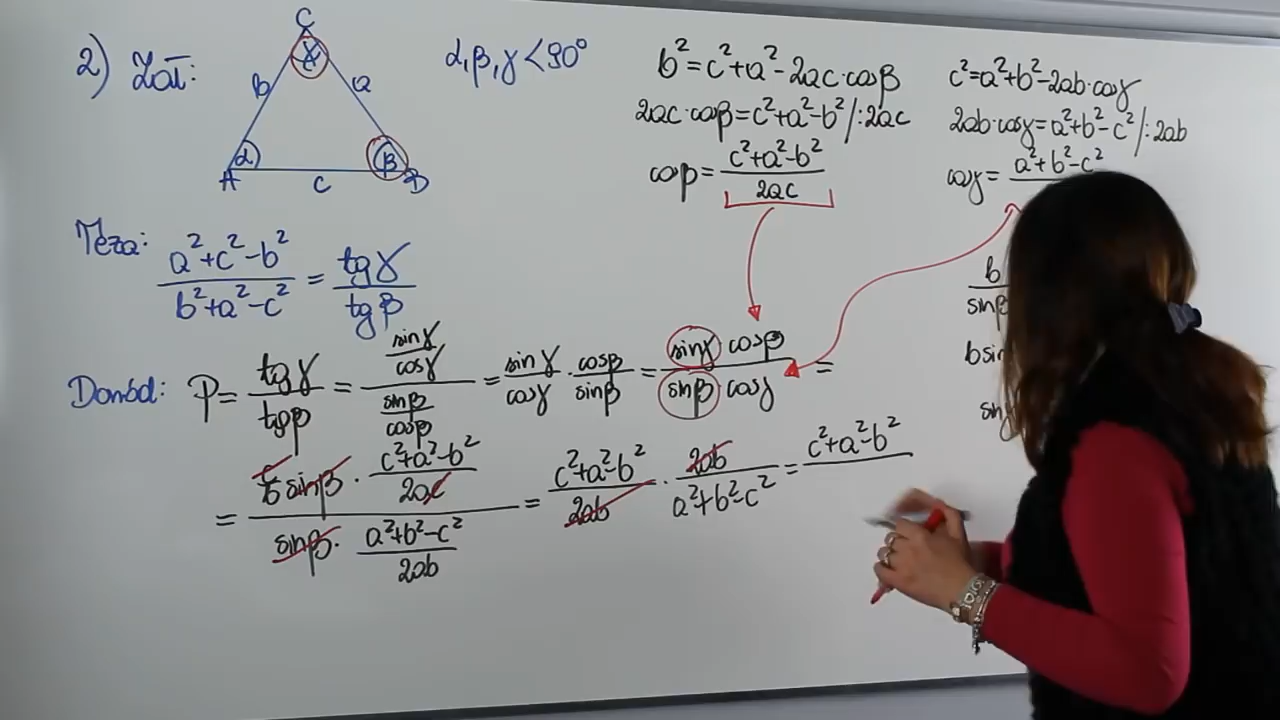 2) Zał:
C
γ
b
a
α
β
A
c
B
α, β, γ < 90°
b² = c² + a² - 2ac·cosβ
2ac·cosβ = c² + a² - b² /:2ac
cosβ = (c² + a² - b²)/(2ac)
c² = a² + b² - 2ab·cosγ
2ab·cosγ = a² + b² - c² /:2ab
cosγ = a² + b² - c²
b
sinβ
Teza:
(a² + c² - b²)/(b² + a² - c²) = tgγ/tgβ
Dowód: P = tgγ/tgβ = (sinγ/cosγ)/(sinβ/cosβ) = sinγ/cosγ · cosβ/sinβ = (sinγ cosβ)/(sinβ cosγ) =
= (sinβ · (c² + a² - b²)/(2ac))/(sinβ · (a² + b² - c²)/(2ab)) = (c² + a² - b²)/(2ab) · 2ab/(a² + b² - c²) = c² + a² - b²